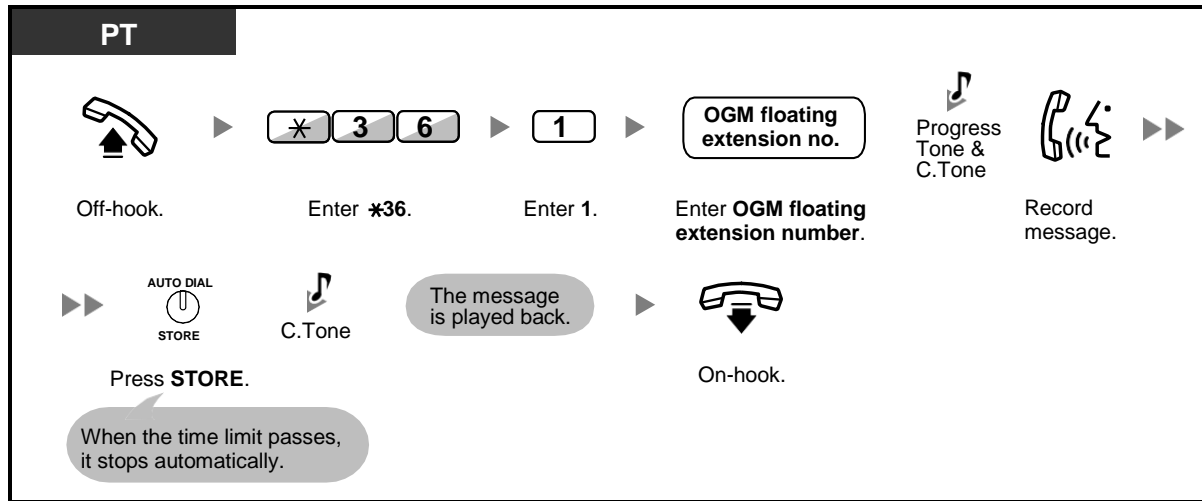 PT
* 3 6
1
OGM floating
extension no.
Progress
Tone &
C.Tone
Off-hook.
Enter *36.
Enter 1.
Enter OGM floating
extension number.
Record
message.
AUTO DIAL
STORE
C.Tone
The message
is played back.
Press STORE.
On-hook.
When the time limit passes,
it stops automatically.